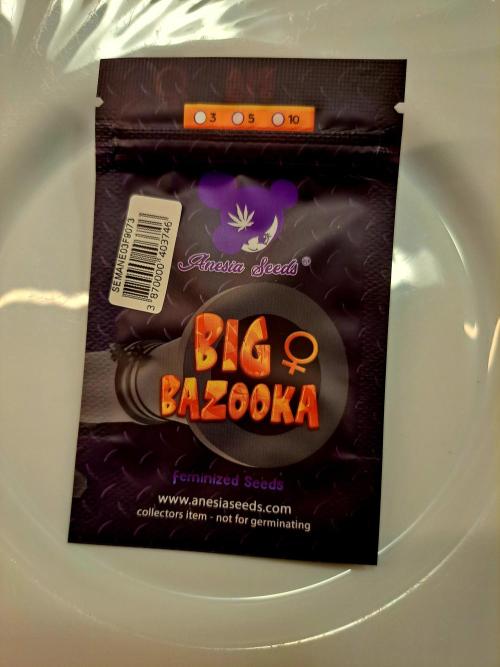 3 5 10
SEMANE03F9073
3 870000 403746
Anesia Seeds®
BIG
BAZOOKA
feminized Seeds
www.anesiaseeds.com
collectors item - not for germinating